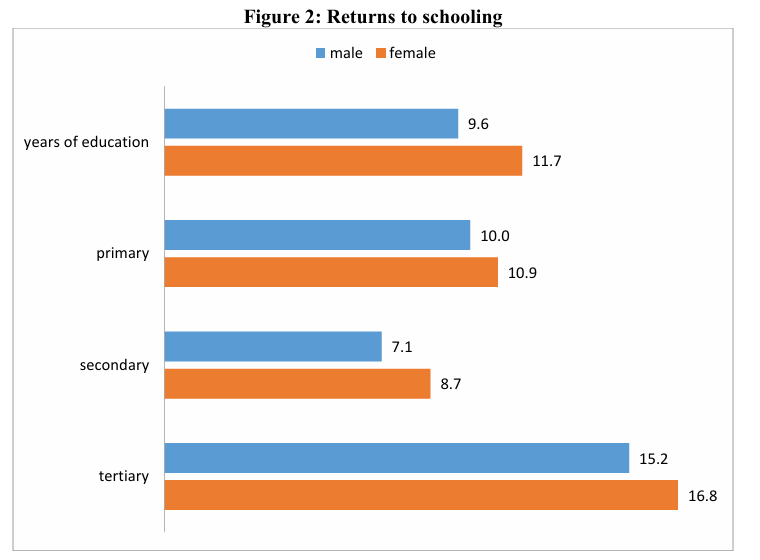 Figure 2: Returns to schooling
male female
years of education
9.6
11.7
primary
10.0
10.9
secondary
7.1
8.7
tertiary
15.2
16.8